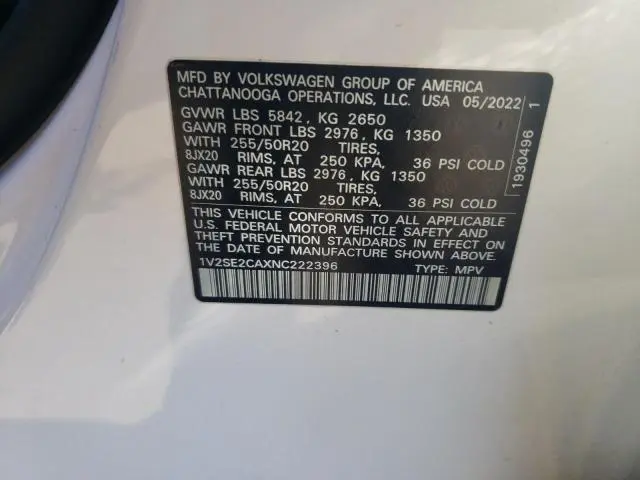 MFD BY VOLKSWAGEN GROUP OF AMERICA
CHATTANOOGA OPERATIONS, LLC. USA 05/2022
GVWR LBS 5842, KG 2650
GAWR FRONT LBS 2976, KG 1350
WITH 255/50R20 TIRES,
8JX20 RIMS, AT 250 KPA, 36 PSI COLD
GAWR REAR LBS 2976, KG 1350
WITH 255/50R20 TIRES,
8JX20 RIMS, AT 250 KPA, 36 PSI COLD
THIS VEHICLE CONFORMS TO ALL APPLICABLE
U.S. FEDERAL MOTOR VEHICLE SAFETY AND
THEFT PREVENTION STANDARDS IN EFFECT ON
THE DATE OF MANUFACTURE SHOWN ABOVE.
1V2SE2CAXNC222396 TYPE: MPV
1930496 1